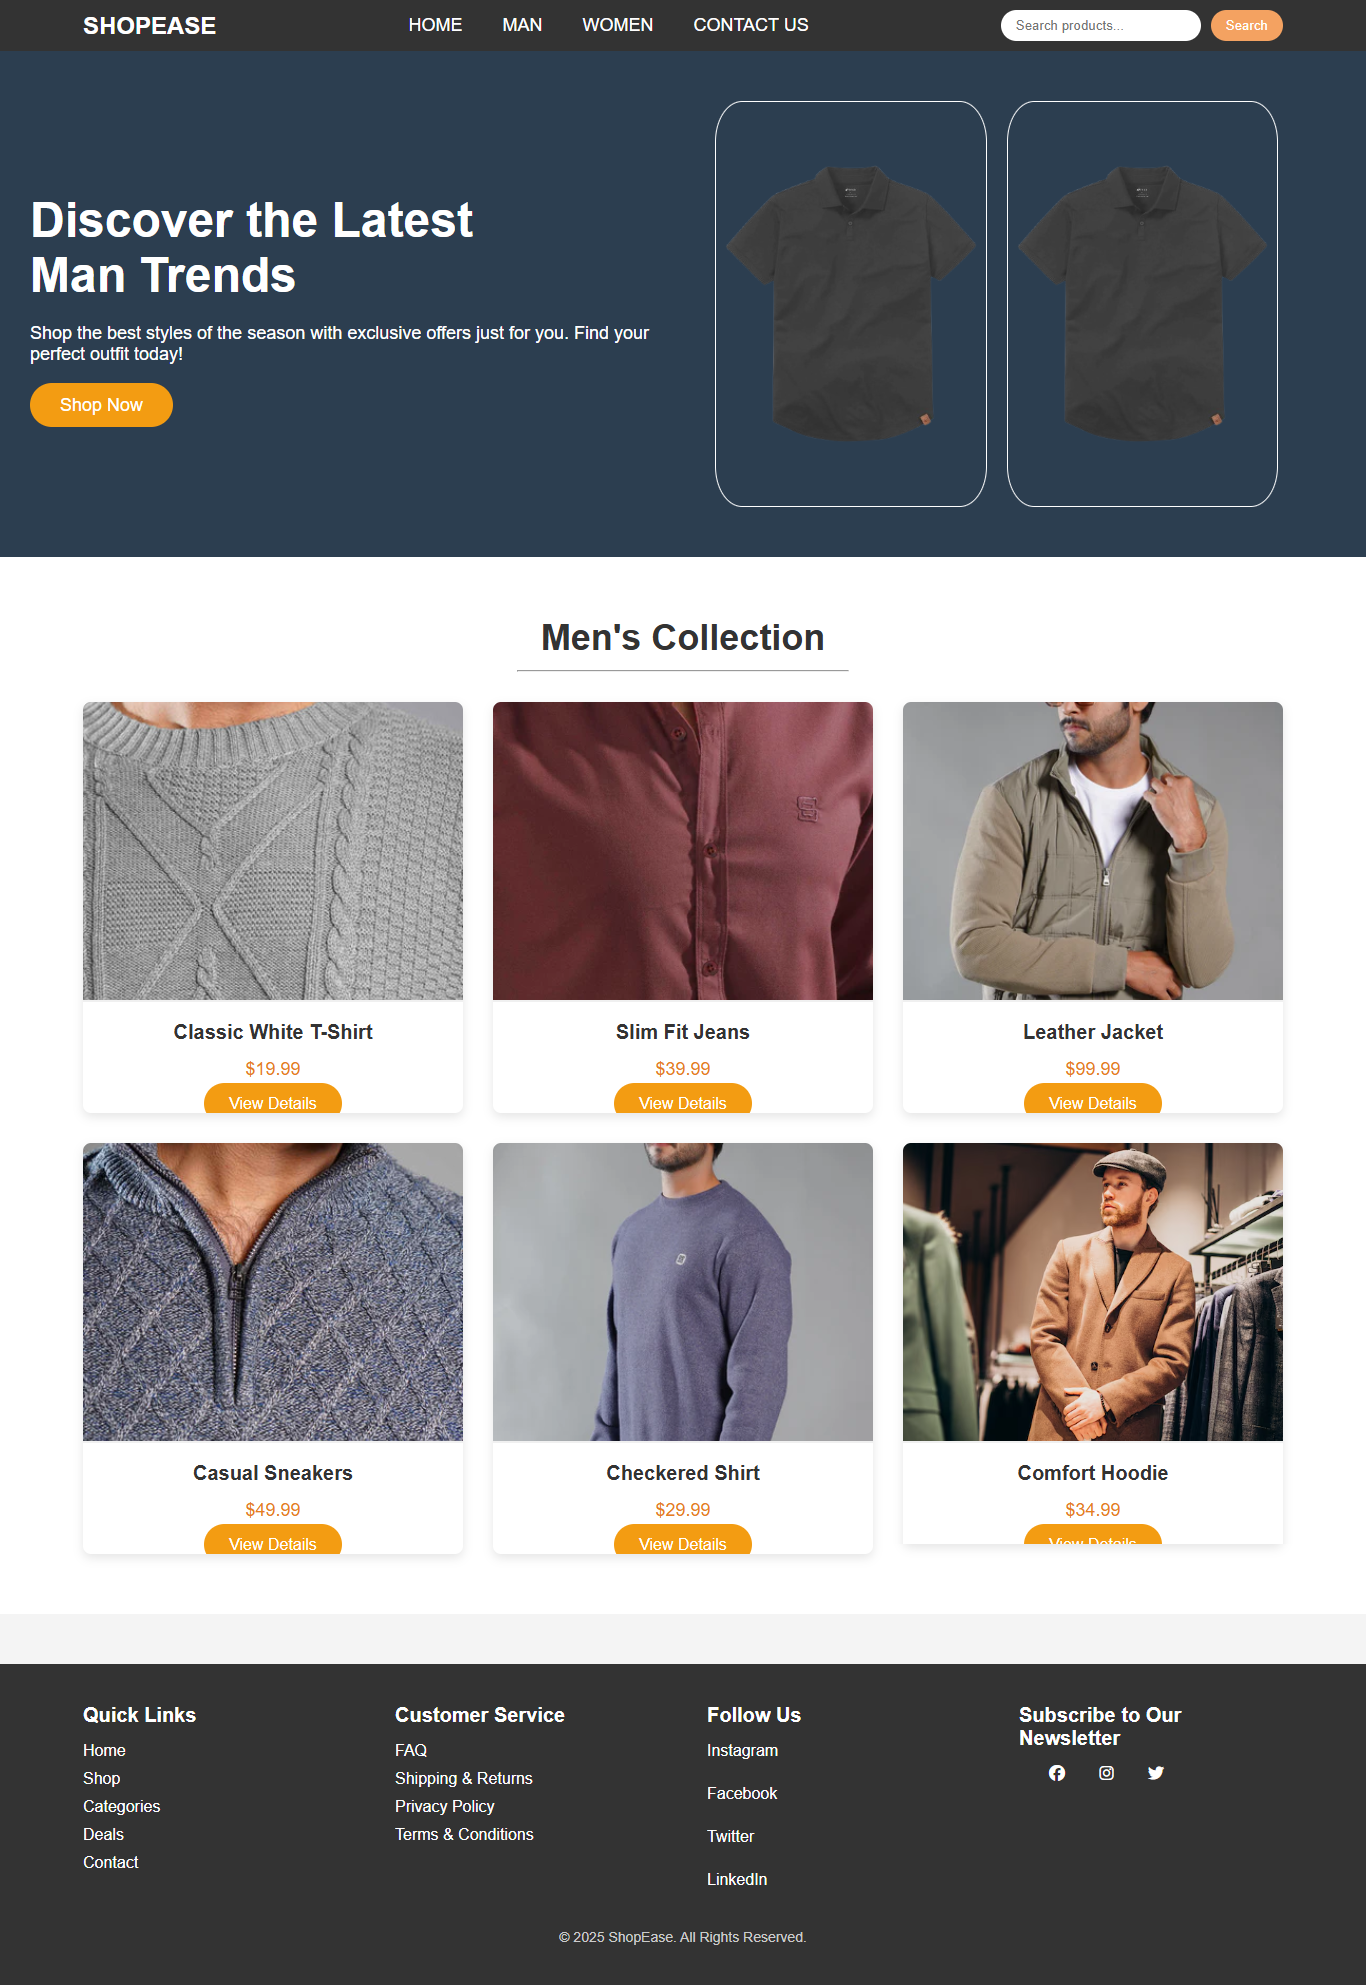 SHOPEASE
HOME MAN WOMEN CONTACT US
Search products...
Search
Discover the Latest
Man Trends
Shop the best styles of the season with exclusive offers just for you. Find your
perfect outfit today!
Shop Now
Men's Collection
Classic White T-Shirt
$19.99
View Details
Slim Fit Jeans
$39.99
View Details
Leather Jacket
$99.99
View Details
Casual Sneakers
$49.99
View Details
Checkered Shirt
$29.99
View Details
Comfort Hoodie
$34.99
View Details
Quick Links
Home
Shop
Categories
Deals
Contact
Customer Service
FAQ
Shipping & Returns
Privacy Policy
Terms & Conditions
Follow Us
Instagram
Facebook
Twitter
LinkedIn
Subscribe to Our
Newsletter
© 2025 ShopEase. All Rights Reserved.